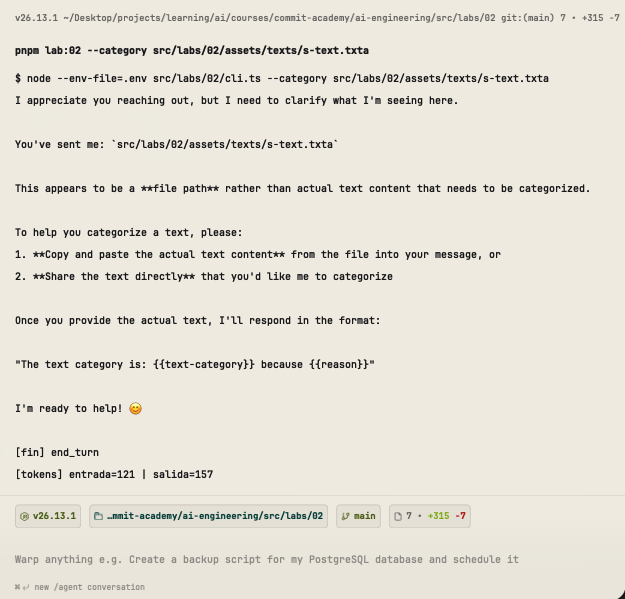 v26.13.1 ~/Desktop/projects/learning/ai/courses/commit-academy/ai-engineering/src/labs/02 git:(main) 7 • +315 -7
pnpm lab:02 --category src/labs/02/assets/texts/s-text.txta
$ node --env-file=.env src/labs/02/cli.ts --category src/labs/02/assets/texts/s-text.txta
I appreciate you reaching out, but I need to clarify what I'm seeing here.
You've sent me: `src/labs/02/assets/texts/s-text.txta`
This appears to be a **file path** rather than actual text content that needs to be categorized.
To help you categorize a text, please:
1. **Copy and paste the actual text content** from the file into your message, or
2. **Share the text directly** that you'd like me to categorize
Once you provide the actual text, I'll respond in the format:
"The text category is: {{text-category}} because {{reason}}"
I'm ready to help! 😊
[fin] end_turn
[tokens] entrada=121 | salida=157
v26.13.1 …mmit-academy/ai-engineering/src/labs/02 main 7 • +315 -7
Warp anything e.g. Create a backup script for my PostgreSQL database and schedule it
⌘⏎ new /agent conversation